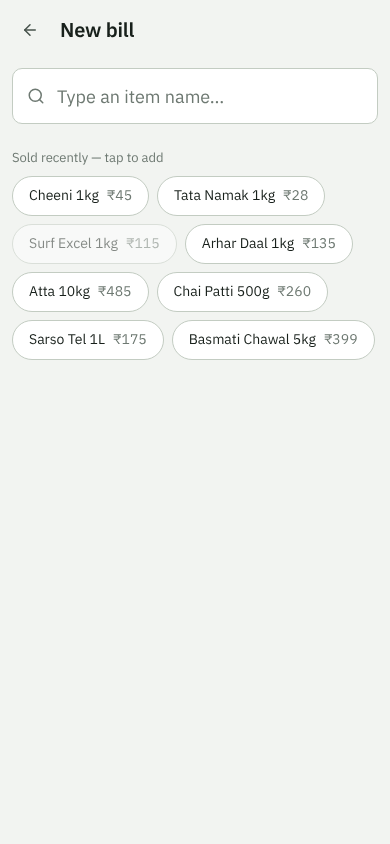 New bill
Type an item name...
Sold recently — tap to add
Cheeni 1kg ₹45 Tata Namak 1kg ₹28
Surf Excel 1kg ₹115 Arhar Daal 1kg ₹135
Atta 10kg ₹485 Chai Patti 500g ₹260
Sarso Tel 1L ₹175 Basmati Chawal 5kg ₹399